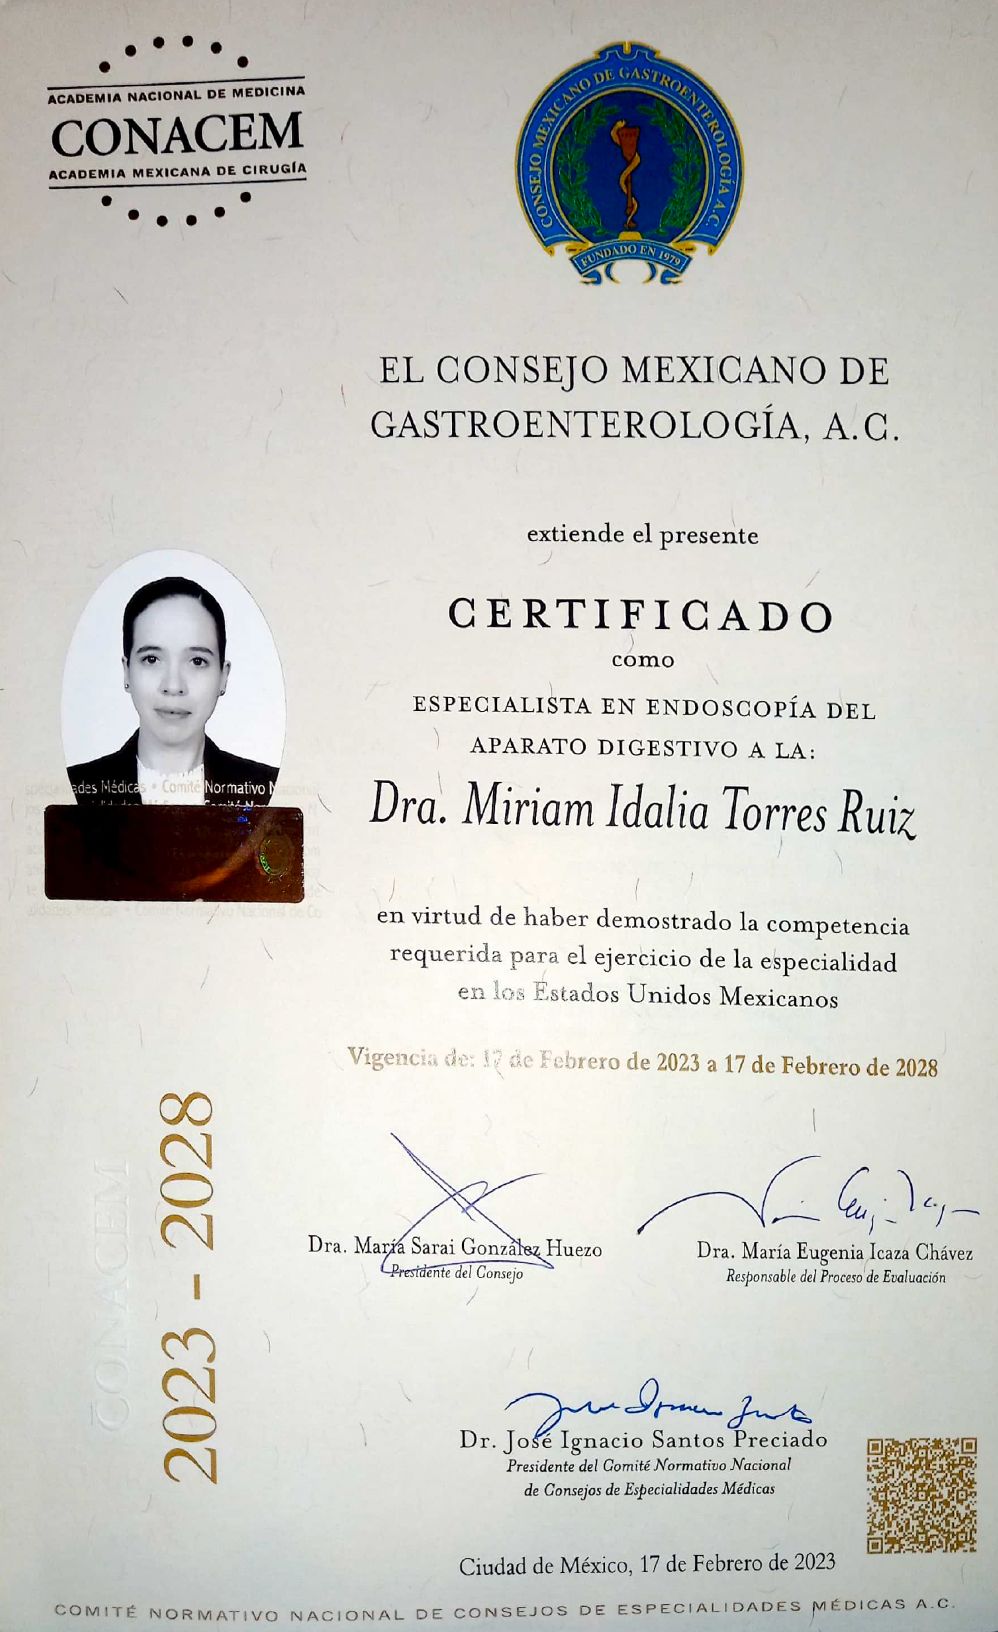 ACADEMIA NACIONAL DE MEDICINA
CONACEM
ACADEMIA MEXICANA DE CIRUGÍA
CONSEJO MEXICANO DE GASTROENTEROLOGÍA A.C.
FUNDADO EN 1979
EL CONSEJO MEXICANO DE
GASTROENTEROLOGÍA, A.C.
extiende el presente
CERTIFICADO
como
ESPECIALISTA EN ENDOSCOPÍA DEL
APARATO DIGESTIVO A LA:
Dra. Miriam Idalia Torres Ruiz
Médicas • Comité Normativo Nacional
en virtud de haber demostrado la competencia
requerida para el ejercicio de la especialidad
en los Estados Unidos Mexicanos
Vigencia de: 17 de Febrero de 2023 a 17 de Febrero de 2028
CONACEM
2023 - 2028
Dra. María Sarai González Huezo
Presidente del Consejo
Dra. María Eugenia Icaza Chávez
Responsable del Proceso de Evaluación
Dr. José Ignacio Santos Preciado
Presidente del Comité Normativo Nacional
de Consejos de Especialidades Médicas
Ciudad de México, 17 de Febrero de 2023
COMITÉ NORMATIVO NACIONAL DE CONSEJOS DE ESPECIALIDADES MÉDICAS A.C.